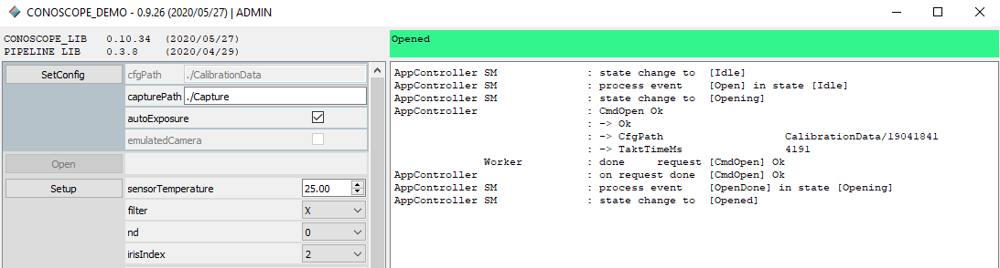 CONOSCOPE_DEMO - 0.9.26 (2020/05/27) | ADMIN
CONOSCOPE_LIB 0.10.34 (2020/05/27)
PIPELINE LIB 0.3.8 (2020/04/29)
Opened
SetConfig cfgPath ./CalibrationData
capturePath ./Capture
autoExposure
emulatedCamera
Open
Setup sensorTemperature 25.00
filter X
nd 0
irisIndex 2
AppController SM : state change to [Idle]
AppController SM : process event [Open] in state [Idle]
AppController SM : state change to [Opening]
AppController : CmdOpen Ok
: -> Ok
: -> CfgPath CalibrationData/19041841
: -> TaktTimeMs 4191
Worker : done request [CmdOpen] Ok
AppController : on request done [CmdOpen] Ok
AppController SM : process event [OpenDone] in state [Opening]
AppController SM : state change to [Opened]